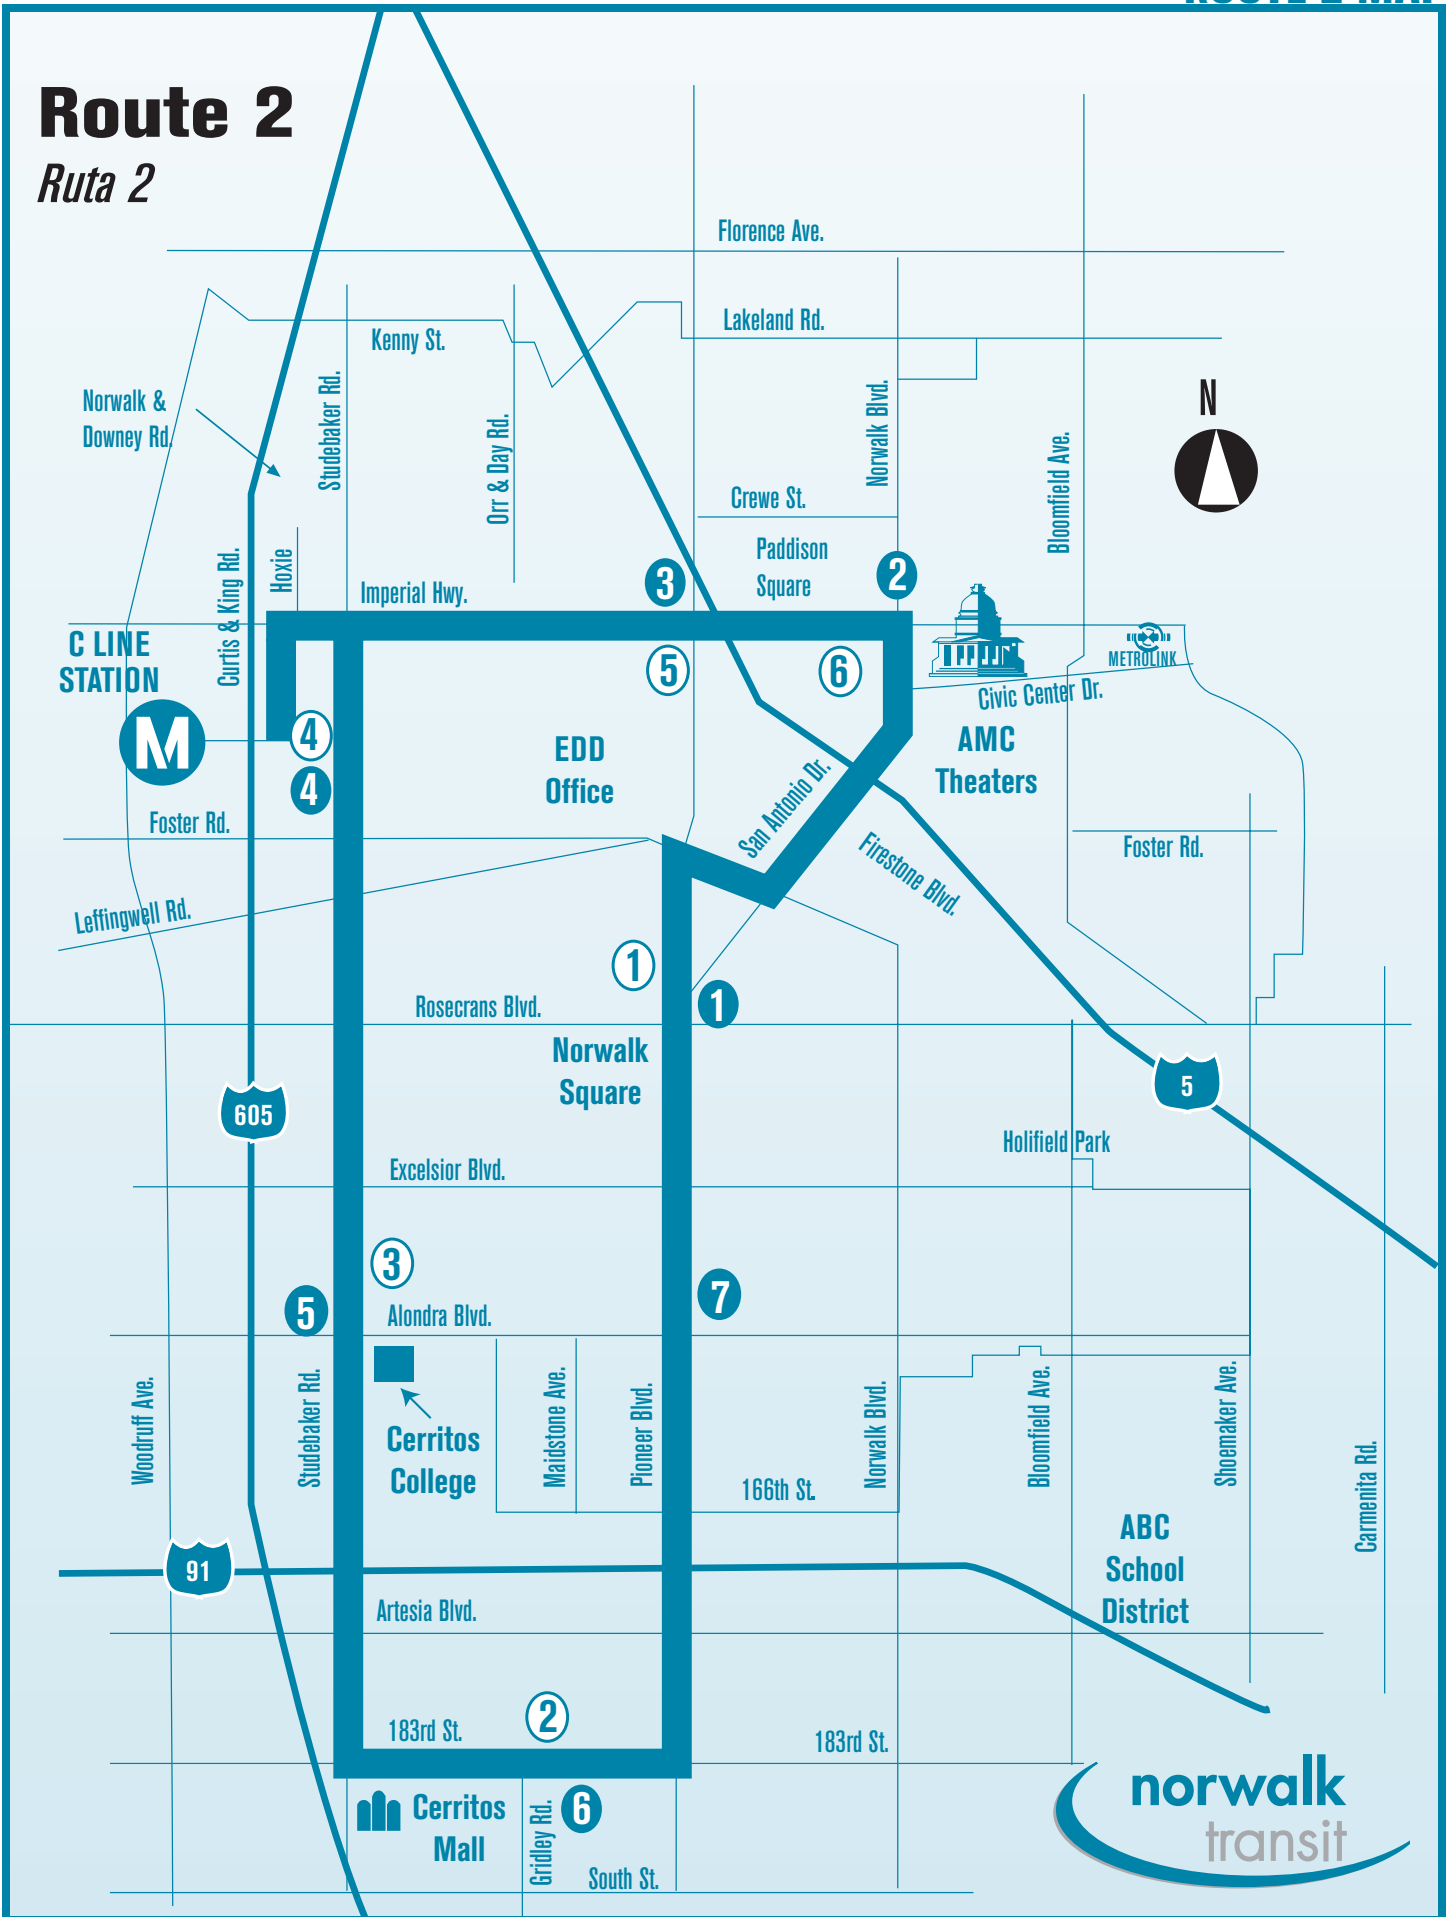 ROUTE 2 MAP
Route 2
Ruta 2
Florence Ave.
Lakeland Rd.
Kenny St.
Norwalk &
Downey Rd.
Studebaker Rd.
Orr & Day Rd.
Norwalk Blvd.
Bloomfield Ave.
N
Crewe St.
Paddison
Square
Hoxie
Curtis & King Rd.
Imperial Hwy.
3
2
C LINE
STATION
M
5
6
METROLINK
Civic Center Dr.
4
4
EDD
Office
AMC
Theaters
San Antonio Dr.
Firestone Blvd.
Foster Rd.
Foster Rd.
Leffingwell Rd.
1
1
Rosecrans Blvd.
Norwalk
Square
605
5
Holifield Park
Excelsior Blvd.
3
5
7
Alondra Blvd.
Woodruff Ave.
Studebaker Rd.
Cerritos
College
Maidstone Ave.
Pioneer Blvd.
166th St.
Norwalk Blvd.
Bloomfield Ave.
Shoemaker Ave.
Carmenita Rd.
ABC
School
District
91
Artesia Blvd.
2
183rd St.
183rd St.
Cerritos
Mall
Gridley Rd.
6
South St.
norwalk
transit